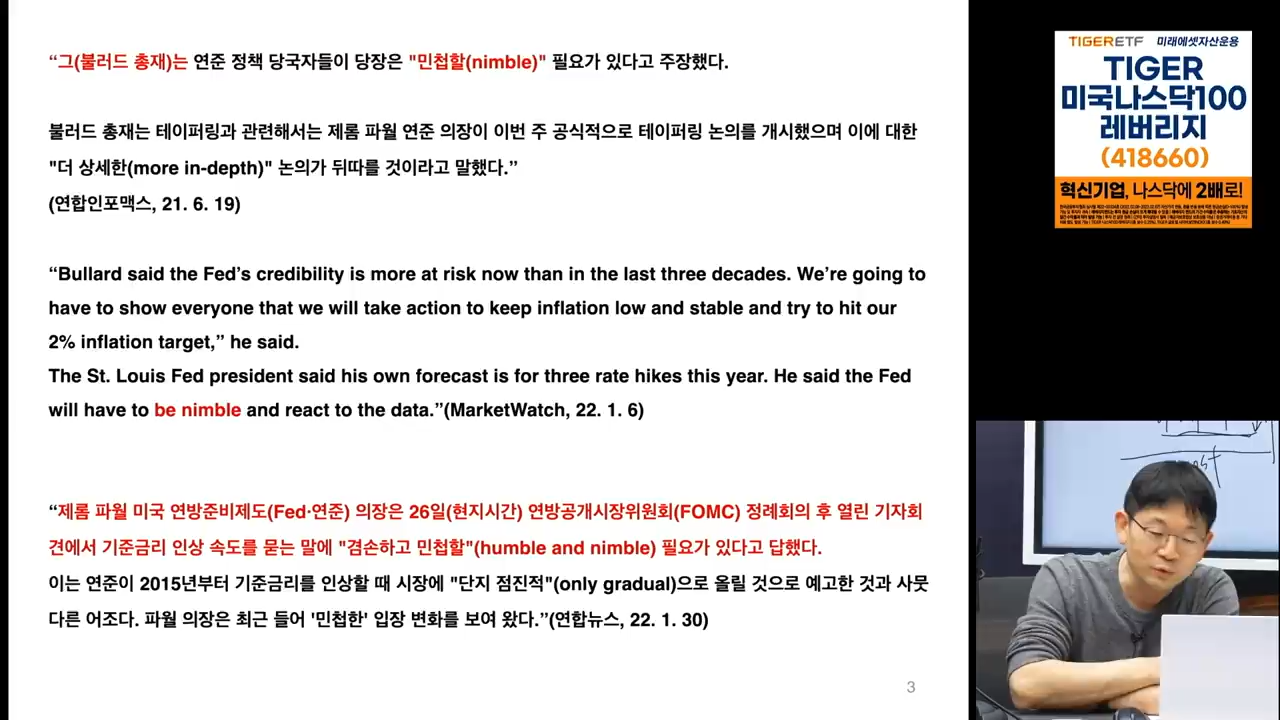 “그(불러드 총재)는 연준 정책 당국자들이 당장은 "민첩할(nimble)" 필요가 있다고 주장했다.
불러드 총재는 테이퍼링과 관련해서는 제롬 파월 연준 의장이 이번 주 공식적으로 테이퍼링 논의를 개시했으며 이에 대한
"더 상세한(more in-depth)" 논의가 뒤따를 것이라고 말했다.”
(연합인포맥스, 21. 6. 19)
“Bullard said the Fed’s credibility is more at risk now than in the last three decades. We’re going to
have to show everyone that we will take action to keep inflation low and stable and try to hit our
2% inflation target,” he said.
The St. Louis Fed president said his own forecast is for three rate hikes this year. He said the Fed
will have to be nimble and react to the data.”(MarketWatch, 22. 1. 6)
“제롬 파월 미국 연방준비제도(Fed·연준) 의장은 26일(현지시간) 연방공개시장위원회(FOMC) 정례회의 후 열린 기자회
견에서 기준금리 인상 속도를 묻는 말에 "겸손하고 민첩할"(humble and nimble) 필요가 있다고 답했다.
이는 연준이 2015년부터 기준금리를 인상할 때 시장에 "단지 점진적"(only gradual)으로 올릴 것으로 예고한 것과 사뭇
다른 어조다. 파월 의장은 최근 들어 '민첩한' 입장 변화를 보여 왔다.”(연합뉴스, 22. 1. 30)
3
TIGER ETF 미래에셋자산운용
TIGER
미국나스닥100
레버리지
(418660)
혁신기업, 나스닥에 2배로!